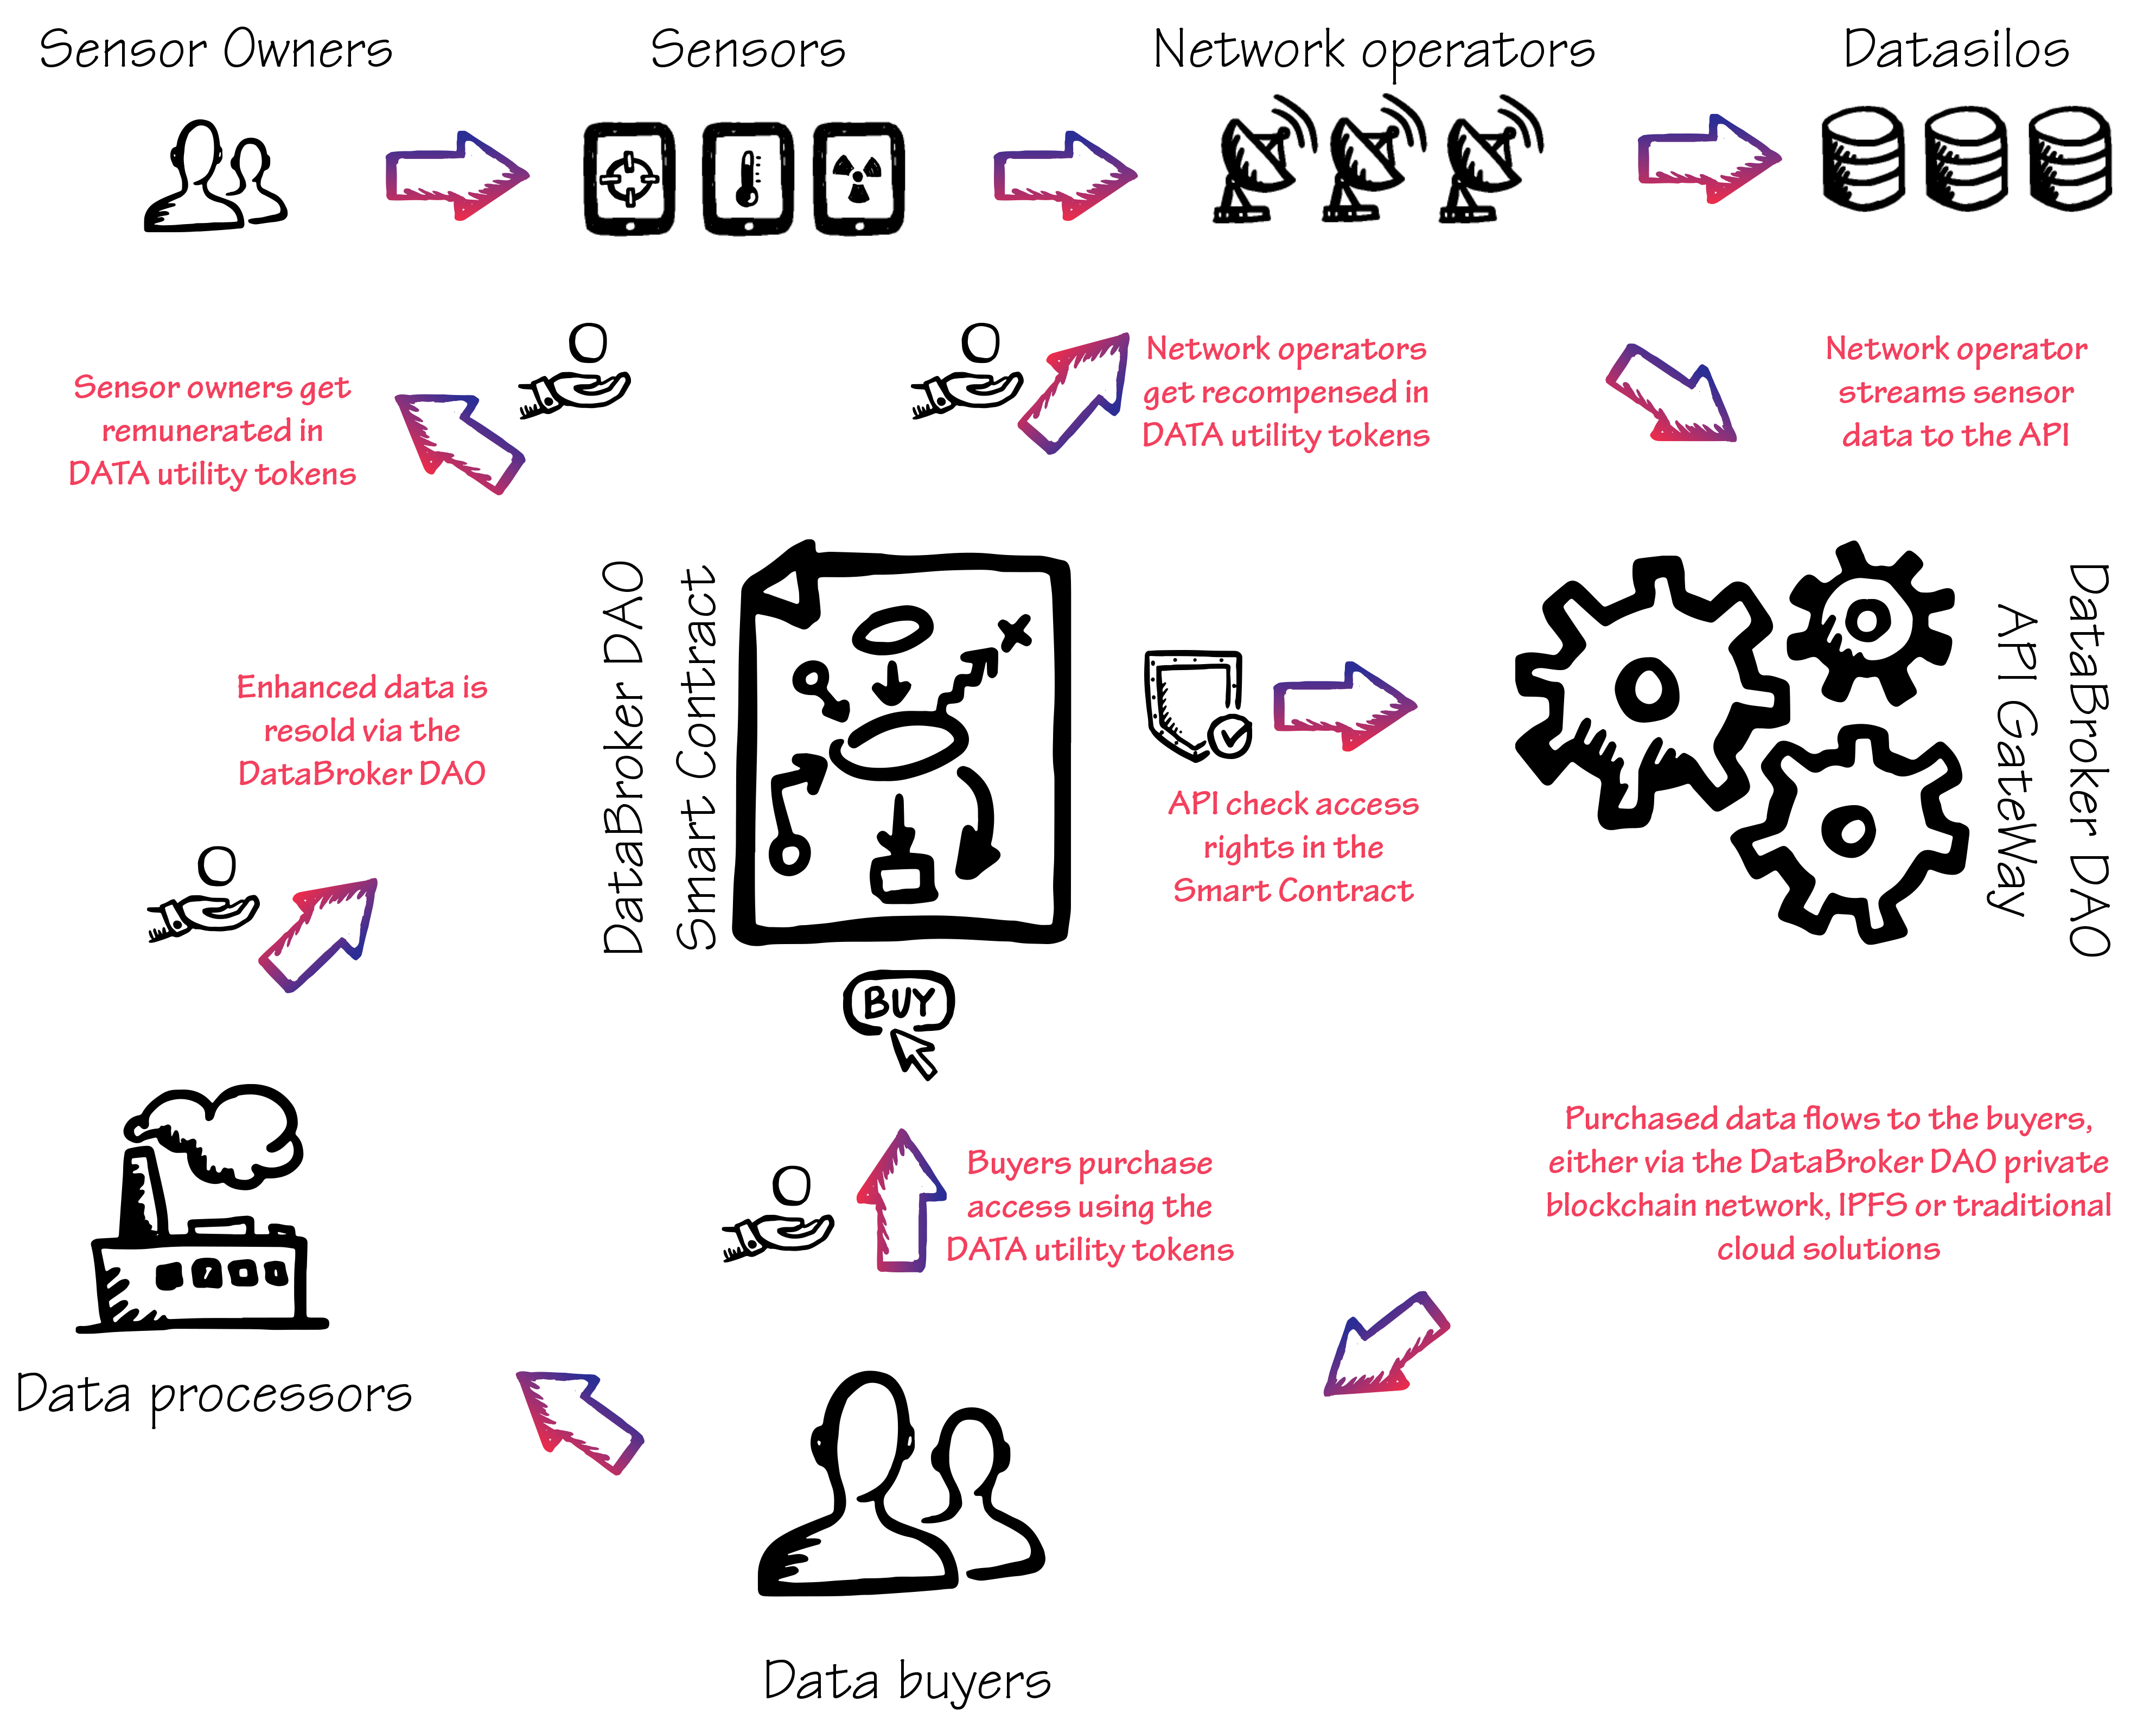 Sensor Owners
Sensors
Network operators
Datasilos
Sensor owners get
remunerated in
DATA utility tokens
Network operators
get recompensed in
DATA utility tokens
Network operator
streams sensor
data to the API
Enhanced data is
resold via the
DataBroker DAO
DataBroker DAO
Smart Contract
API check access
rights in the
Smart Contract
DataBroker DAO
API GateWay
BUY
Buyers purchase
access using the
DATA utility tokens
Purchased data flows to the buyers,
either via the DataBroker DAO private
blockchain network, IPFS or traditional
cloud solutions
Data processors
Data buyers